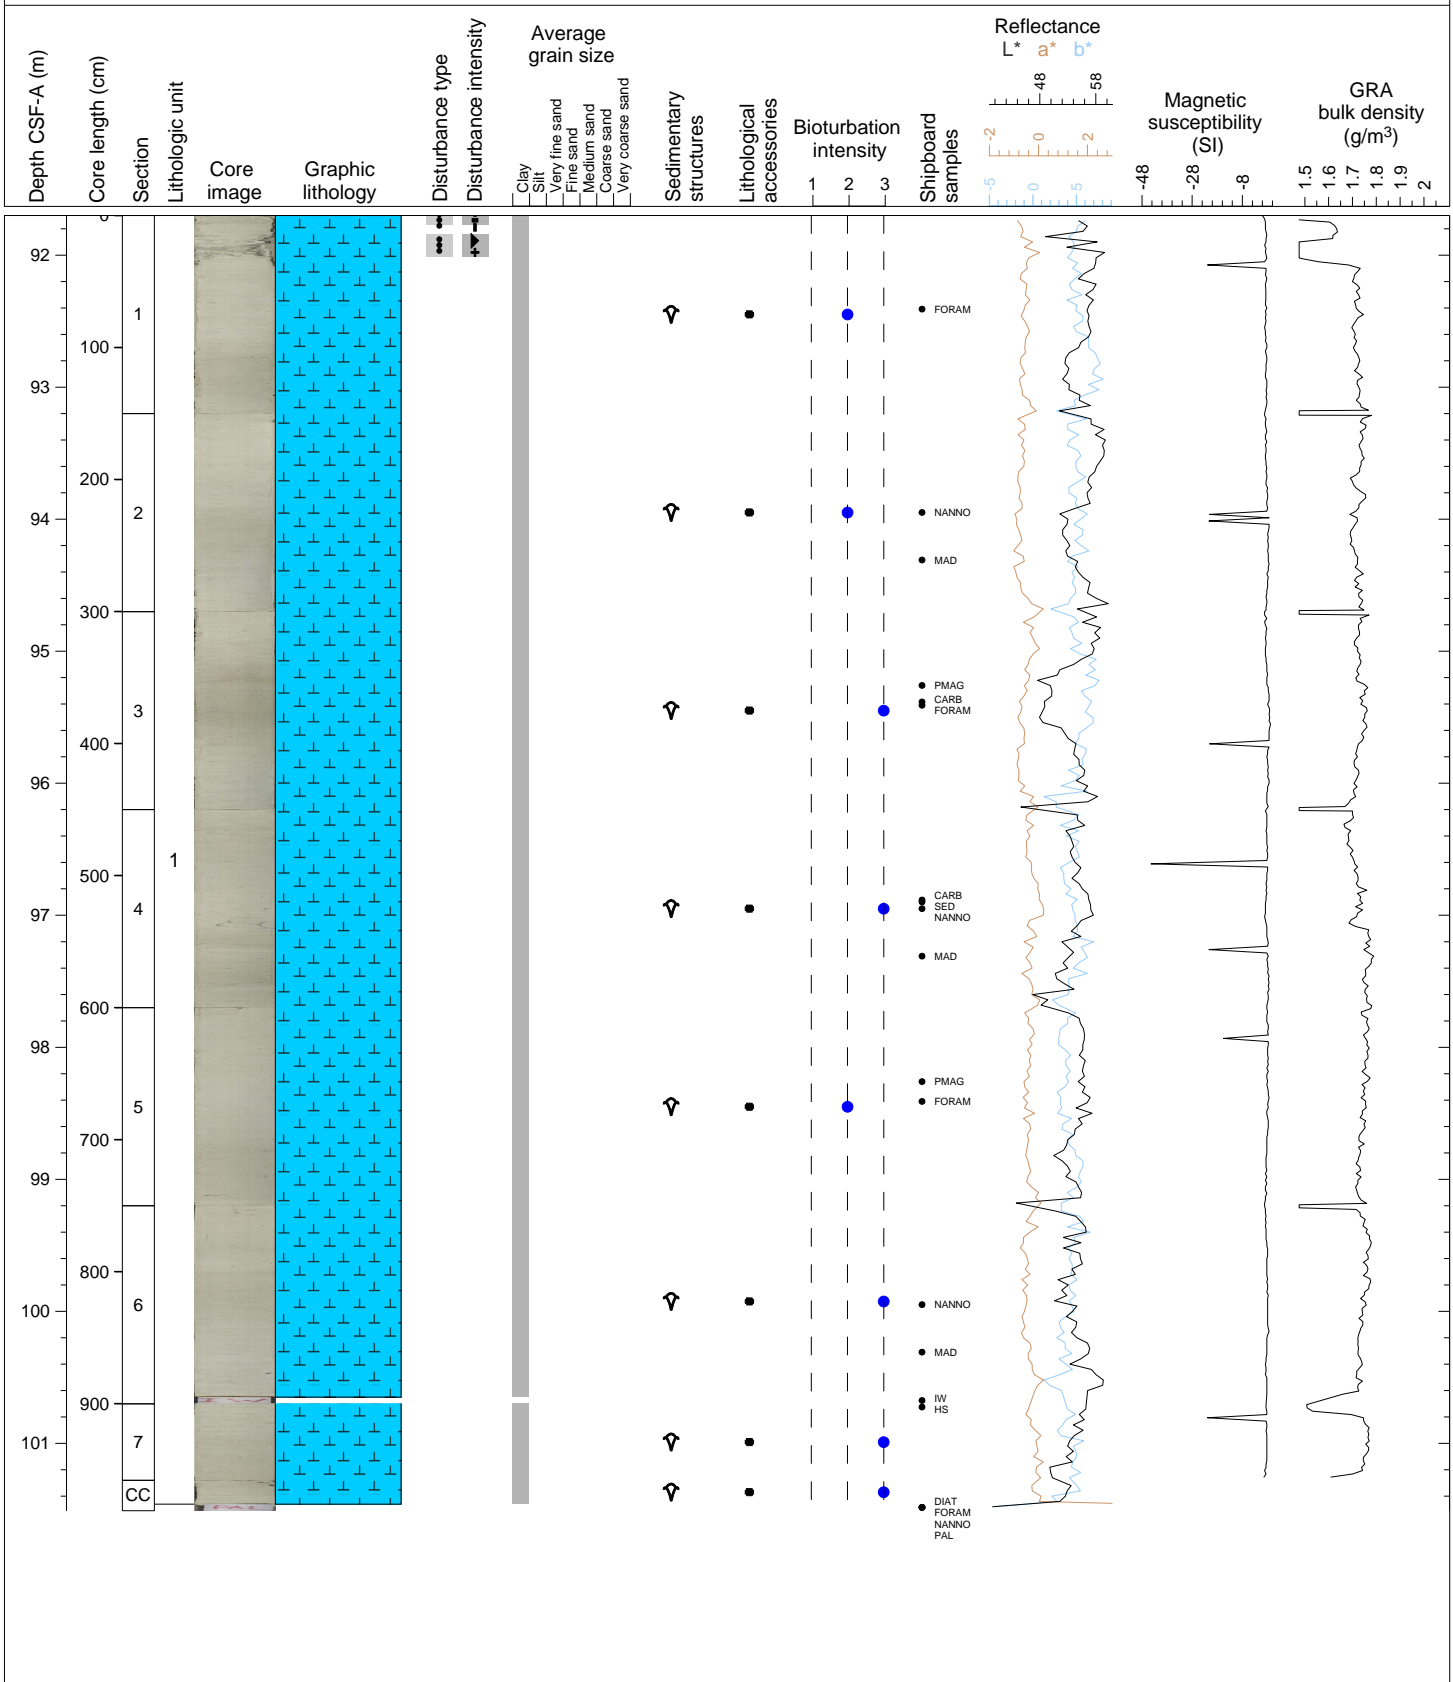 Depth CSF-A (m)
Core length (cm)
Section
Lithologic unit
Core
image
Graphic
lithology
Disturbance type
Disturbance intensity
Average
grain size
Clay
Silt
Very fine sand
Fine sand
Medium sand
Coarse sand
Very coarse sand
Sedimentary
structures
Lithological
accessories
Bioturbation
intensity
1 2 3
Shipboard
samples
Reflectance
L* a* b*
48 58
-2 0 2
-5 0 5
Magnetic
susceptibility
(SI)
-48 -28 -8
GRA
bulk density
(g/m3)
1.5 1.6 1.7 1.8 1.9 2
0
92
1
FORAM
100
93
200
94
2
NANNO
MAD
300
95
PMAG
CARB
3
FORAM
400
96
1
500
CARB
97
4
SED
NANNO
MAD
600
98
PMAG
5
FORAM
700
99
800
100
6
NANNO
MAD
900
IW
HS
101
7
CC
DIAT
FORAM
NANNO
PAL